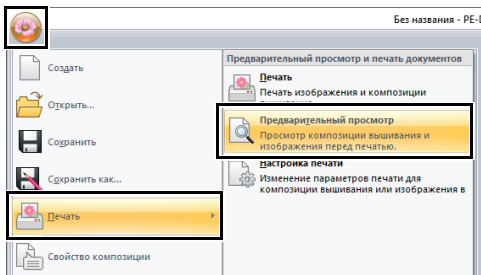 Без названия - PE-D
Создать
Открыть...
Сохранить
Сохранить как...
Печать
Свойство композиции
Предварительный просмотр и печать документов
Печать
Печать изображения и композиции
вышивания.
Предварительный просмотр
Просмотр композиции вышивания и
изображения перед печатью.
Настройка печати
Изменение параметров печати для
композиции вышивания или изображения в